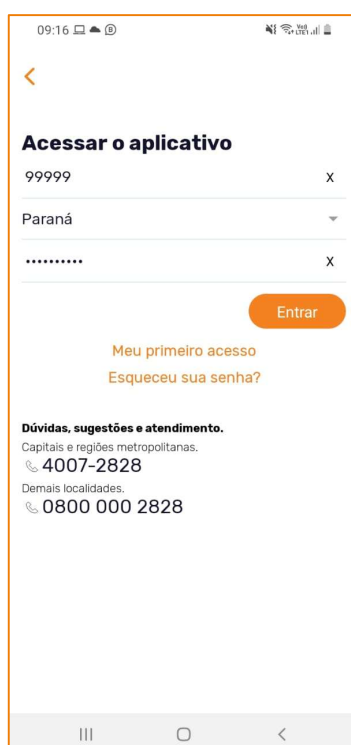 09:16
Acessar o aplicativo
99999 x
Paraná
•••••••••• x
Entrar
Meu primeiro acesso
Esqueceu sua senha?
Dúvidas, sugestões e atendimento.
Capitais e regiões metropolitanas.
4007-2828
Demais localidades.
0800 000 2828